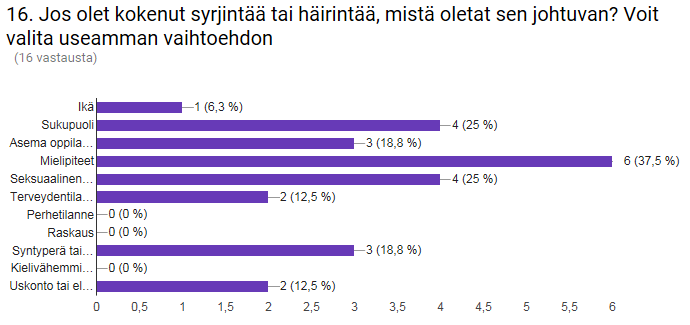 16. Jos olet kokenut syrjintää tai häirintää, mistä oletat sen johtuvan? Voit
valita useamman vaihtoehdon
(16 vastausta)
Ikä 1 (6,3 %)
Sukupuoli 4 (25 %)
Asema oppila... 3 (18,8 %)
Mielipiteet 6 (37,5 %)
Seksuaalinen... 4 (25 %)
Terveydentila... 2 (12,5 %)
Perhetilanne 0 (0 %)
Raskaus 0 (0 %)
Syntyperä tai... 3 (18,8 %)
Kielivähemmi... 0 (0 %)
Uskonto tai el... 2 (12,5 %)
0 0,5 1 1,5 2 2,5 3 3,5 4 4,5 5 5,5 6